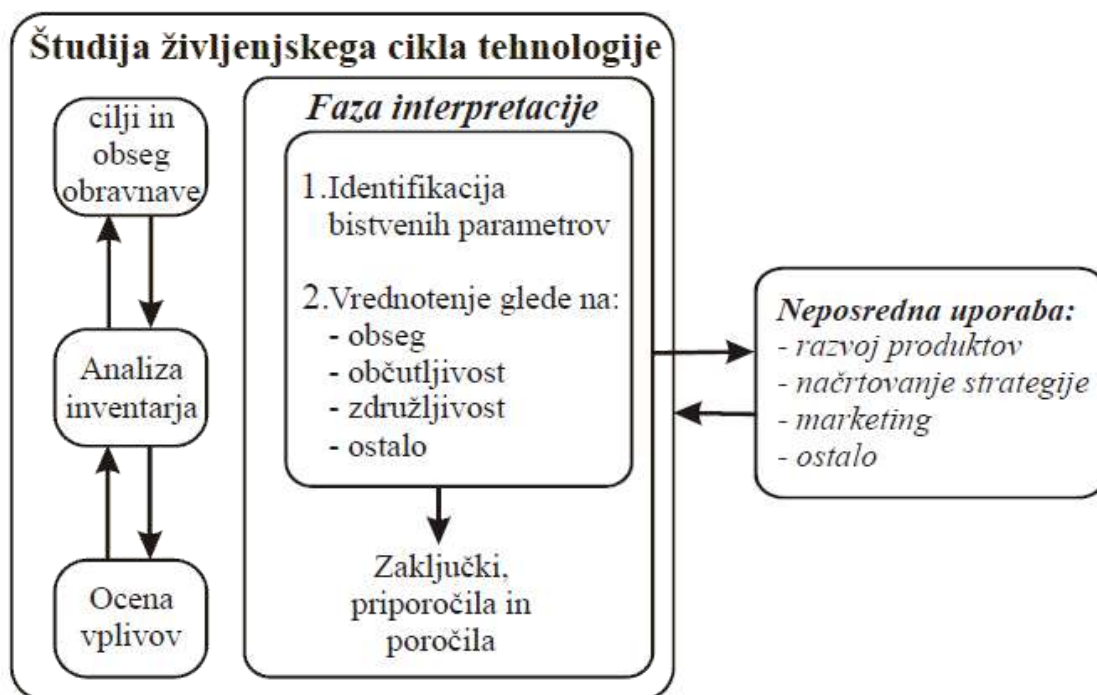 Študija življenjskega cikla tehnologije
cilji in
obseg
obravnave
Analiza
inventarja
Ocena
vplivov
Faza interpretacije
1.Identifikacija
bistvenih parametrov
2.Vrednotenje glede na:
- obseg
- občutljivost
- združljivost
- ostalo
Zaključki,
priporočila in
poročila
Neposredna uporaba:
- razvoj produktov
- načrtovanje strategije
- marketing
- ostalo